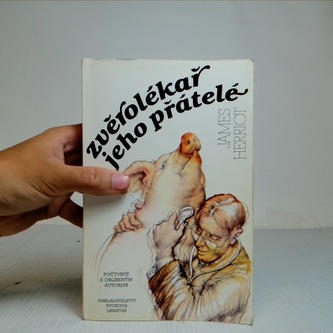 zvěrolékař
jeho přátelé
JAMES
HERRIOT
POČTVRTÉ
S OBLÍBENÝM
AUTOREM
NAKLADATELSTVÍ
SVOBODA
LIBERTAS